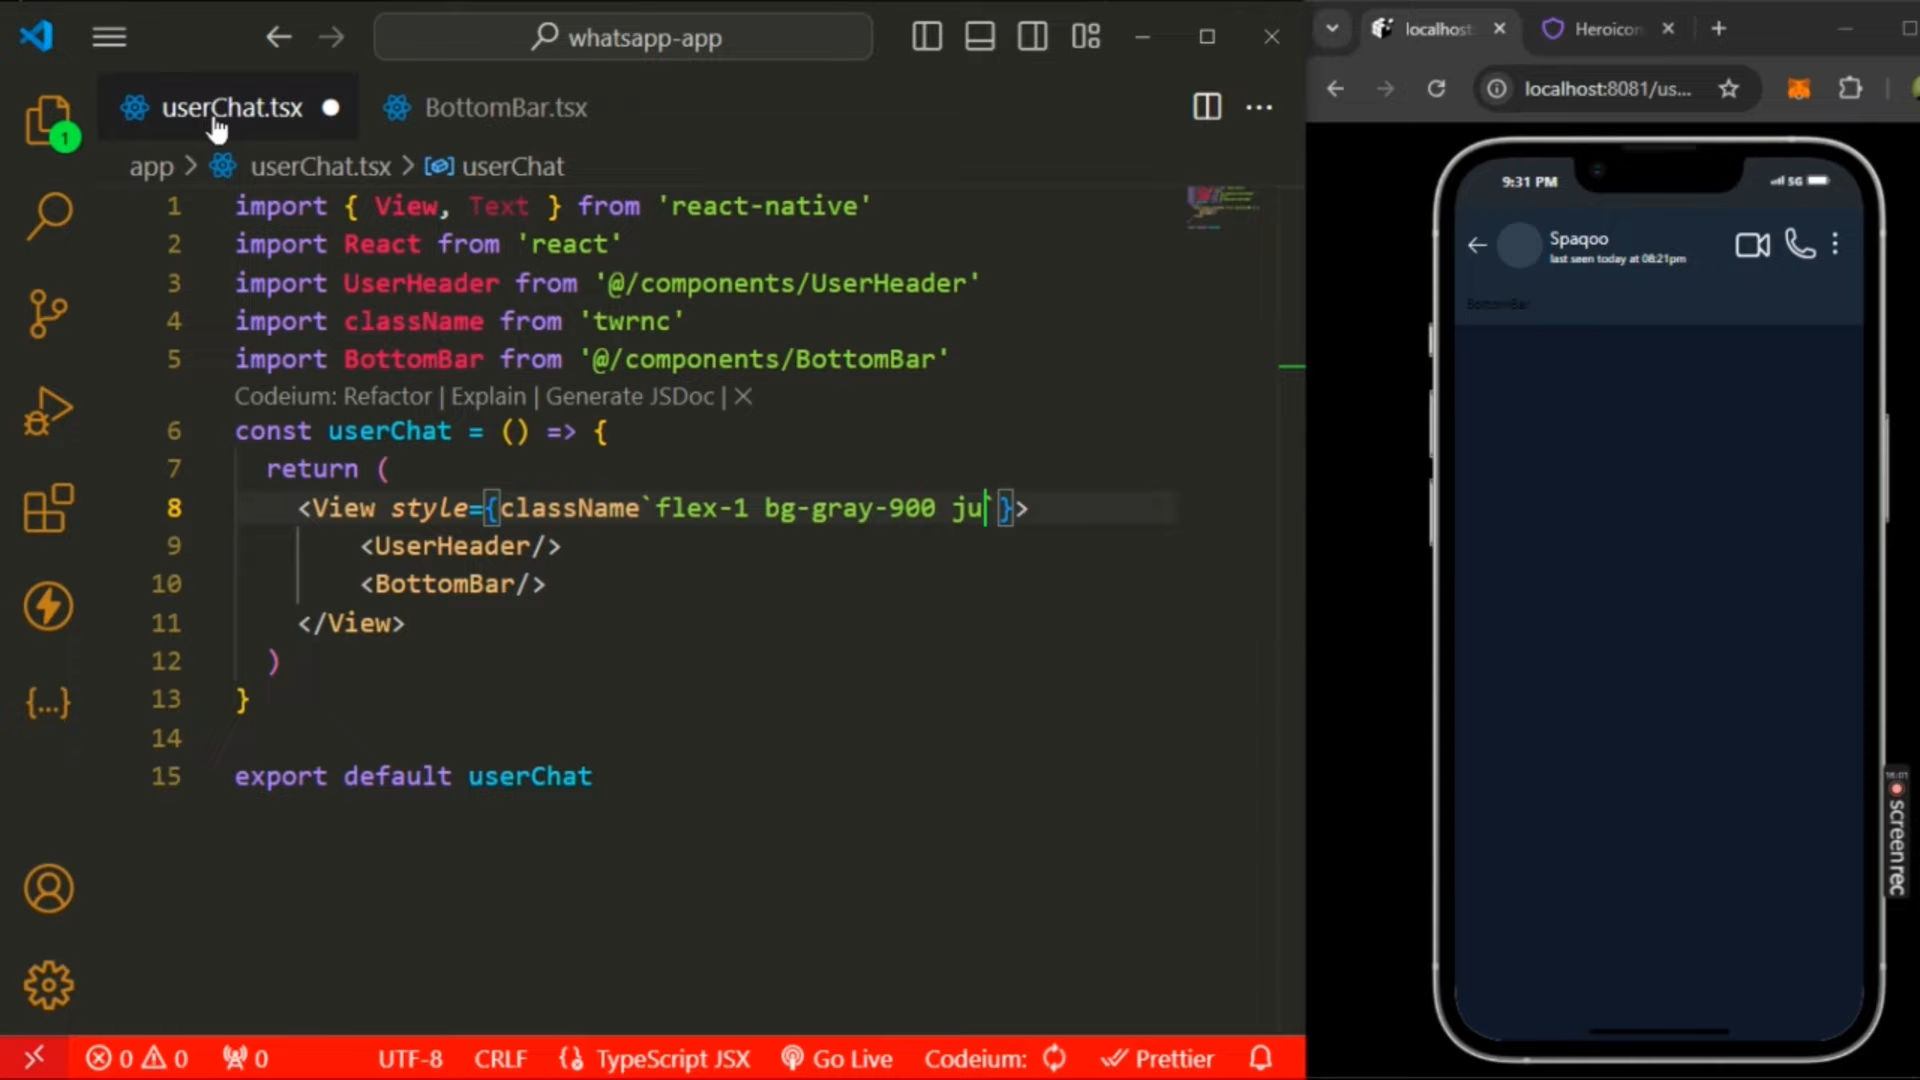 whatsapp-app
userChat.tsx
BottomBar.tsx
1
app > userChat.tsx > userChat
1 import { View, Text } from 'react-native'
2 import React from 'react'
3 import UserHeader from '@/components/UserHeader'
4 import className from 'twrnc'
5 import BottomBar from '@/components/BottomBar'
Codeium: Refactor | Explain | Generate JSDoc | ✕
6 const userChat = () => {
7 return (
8 <View style={className`flex-1 bg-gray-900 ju`}>
9 <UserHeader/>
10 <BottomBar/>
11 </View>
12 )
13 }
14
15 export default userChat
0 0 0 UTF-8 CRLF TypeScript JSX Go Live Codeium: Prettier
localhost:
Heroicon
localhost:8081/us...
9:31 PM
5G
Spaqoo
last seen today at 08:21pm
BottomBar
screenrec